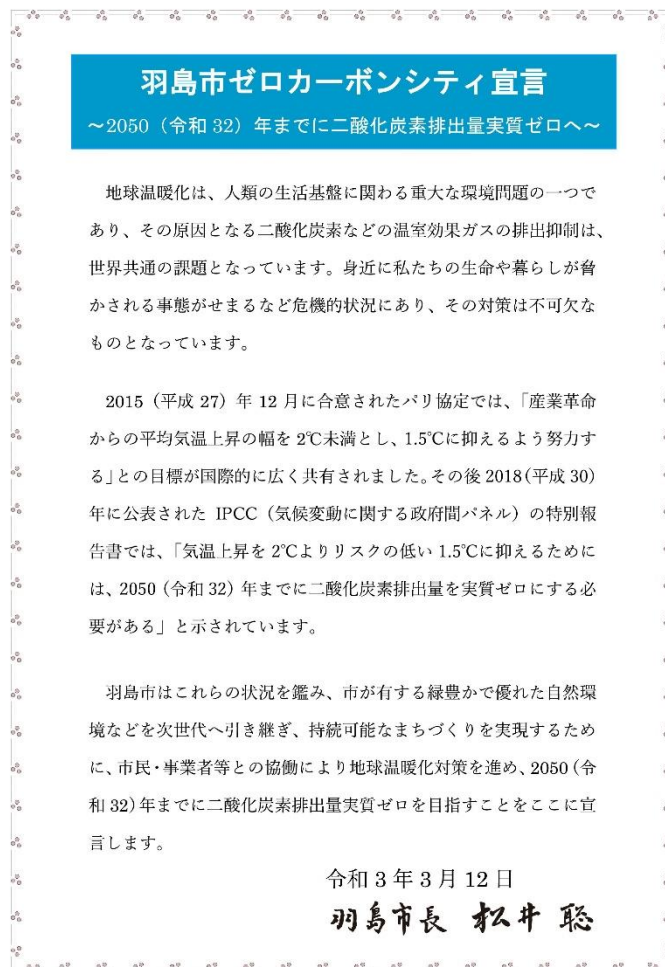 羽島市ゼロカーボンシティ宣言
～2050（令和 32）年までに二酸化炭素排出量実質ゼロへ～
地球温暖化は、人類の生活基盤に関わる重大な環境問題の一つで
あり、その原因となる二酸化炭素などの温室効果ガスの排出抑制は、
世界共通の課題となっています。身近に私たちの生命や暮らしが脅
かされる事態がせまるなど危機的状況にあり、その対策は不可欠な
ものとなっています。
2015（平成 27）年 12 月に合意されたパリ協定では、「産業革命
からの平均気温上昇の幅を 2℃未満とし、1.5℃に抑えるよう努力す
る」との目標が国際的に広く共有されました。その後 2018（平成 30）
年に公表された IPCC（気候変動に関する政府間パネル）の特別報
告書では、「気温上昇を 2℃よりリスクの低い 1.5℃に抑えるために
は、2050（令和 32）年までに二酸化炭素排出量を実質ゼロにする必
要がある」と示されています。
羽島市はこれらの状況を鑑み、市が有する緑豊かで優れた自然環
境などを次世代へ引き継ぎ、持続可能なまちづくりを実現するため
に、市民・事業者等との協働により地球温暖化対策を進め、2050（令
和 32）年までに二酸化炭素排出量実質ゼロを目指すことをここに宣
言します。
令和 3 年 3 月 12 日
羽島市長 松井 聡